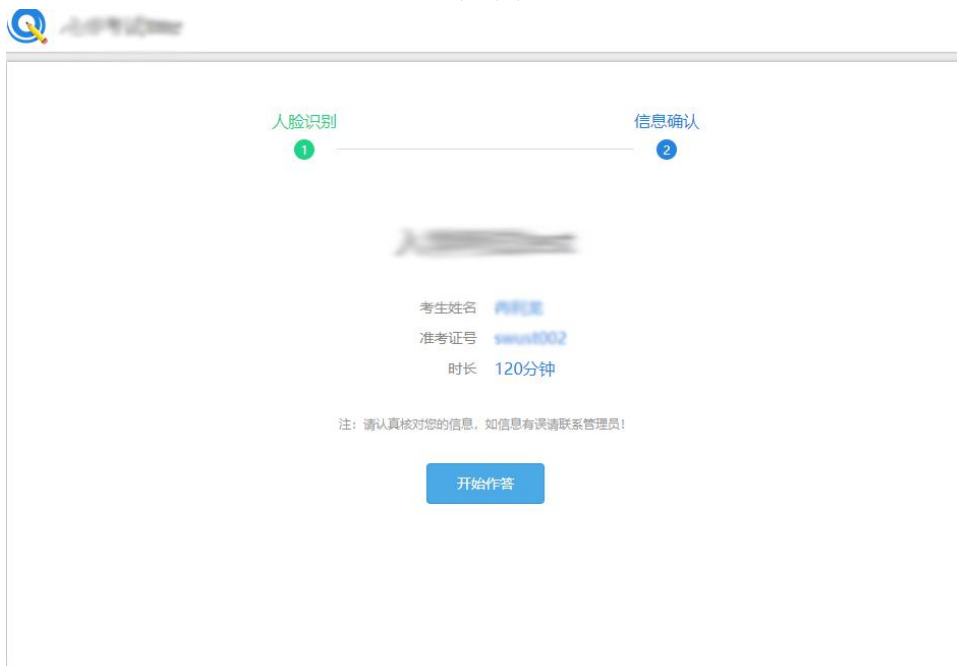 人脸识别
信息确认
1
2
考生姓名
准考证号 swust002
时长 120分钟
注：请认真核对您的信息，如信息有误请联系管理员！
开始作答